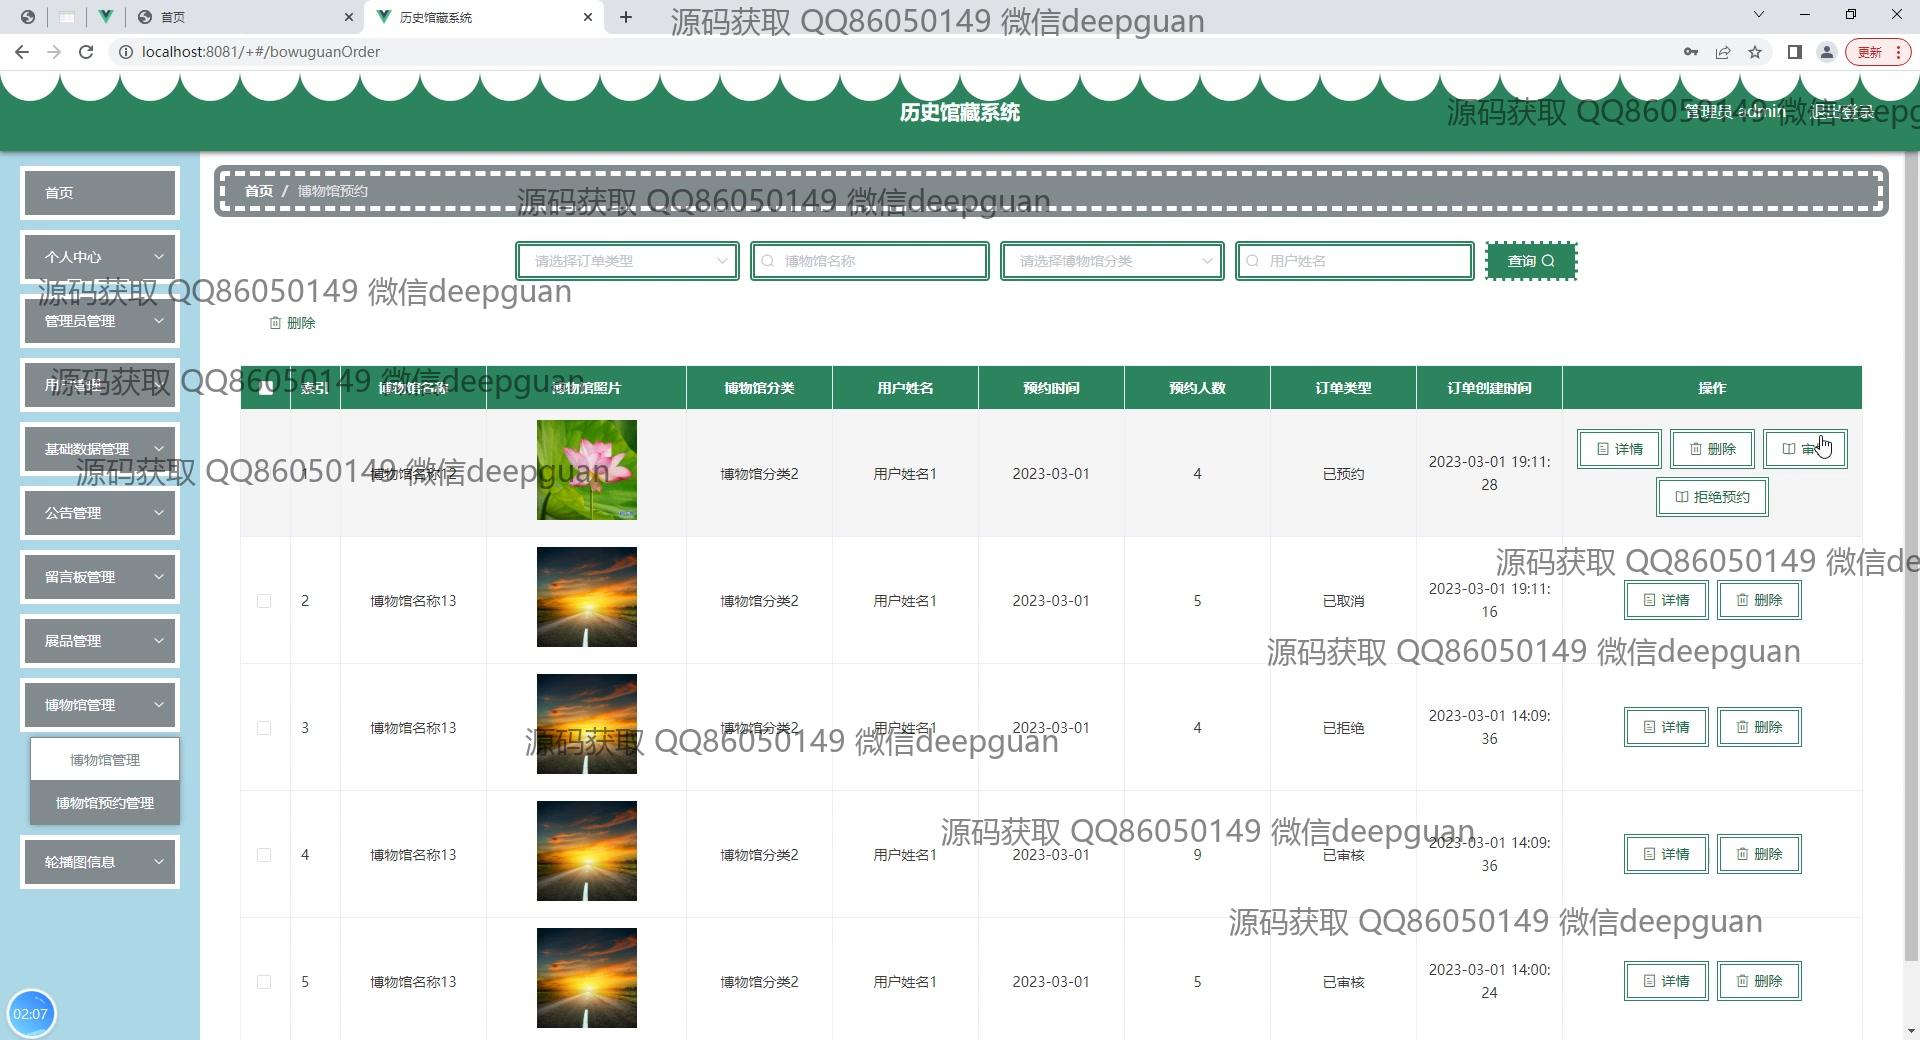 首页
历史馆藏系统
源码获取 QQ86050149 微信deepguan
localhost:8081/+#/bowuguanOrder
更新
历史馆藏系统
管理员 admin
退出登录
源码获取 QQ86050149 微信deepg
首页
首页 / 博物馆预约
源码获取 QQ86050149 微信deepguan
个人中心
请选择订单类型
博物馆名称
请选择博物馆分类
用户姓名
查询
源码获取 QQ86050149 微信deepguan
管理员管理
删除
用户管理
源码获取 QQ86050149 微信deepguan
索引 博物馆名称 博物馆照片 博物馆分类 用户姓名 预约时间 预约人数 订单类型 订单创建时间 操作
基础数据管理
源码获取 QQ86050149 微信deepguan
1 博物馆名称12 博物馆分类2 用户姓名1 2023-03-01 4 已预约 2023-03-01 19:11:
28
详情 删除 审
拒绝预约
公告管理
留言板管理
源码获取 QQ86050149 微信de
2 博物馆名称13 博物馆分类2 用户姓名1 2023-03-01 5 已取消 2023-03-01 19:11:
16
详情 删除
展品管理
源码获取 QQ86050149 微信deepguan
博物馆管理
3 博物馆名称13 博物馆分类2 用户姓名1 2023-03-01 4 已拒绝 2023-03-01 14:09:
36
详情 删除
源码获取 QQ86050149 微信deepguan
博物馆管理
博物馆预约管理
源码获取 QQ86050149 微信deepguan
轮播图信息
4 博物馆名称13 博物馆分类2 用户姓名1 2023-03-01 9 已审核 2023-03-01 14:09:
36
详情 删除
源码获取 QQ86050149 微信deepguan
5 博物馆名称13 博物馆分类2 用户姓名1 2023-03-01 5 已审核 2023-03-01 14:00:
24
详情 删除
02:07